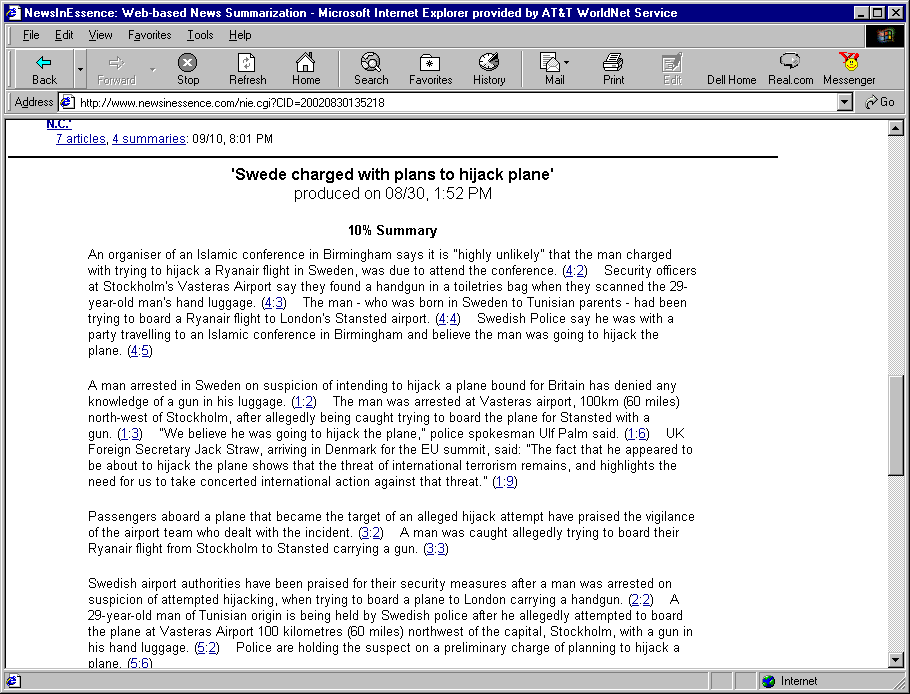 NewsInEssence: Web-based News Summarization - Microsoft Internet Explorer provided by AT&T WorldNet Service
File Edit View Favorites Tools Help
Back Forward Stop Refresh Home Search Favorites History Mail Print Edit Dell Home Real.com Messenger
Address http://www.newsinessence.com/nie.cgi?CID=20020830135218 Go
N.C.'
7 articles, 4 summaries: 09/10, 8:01 PM
'Swede charged with plans to hijack plane'
produced on 08/30, 1:52 PM
10% Summary
An organiser of an Islamic conference in Birmingham says it is "highly unlikely" that the man charged
with trying to hijack a Ryanair flight in Sweden, was due to attend the conference. (4:2) Security officers
at Stockholm's Vasteras Airport say they found a handgun in a toiletries bag when they scanned the 29-
year-old man's hand luggage. (4:3) The man - who was born in Sweden to Tunisian parents - had been
trying to board a Ryanair flight to London's Stansted airport. (4:4) Swedish Police say he was with a
party travelling to an Islamic conference in Birmingham and believe the man was going to hijack the
plane. (4:5)
A man arrested in Sweden on suspicion of intending to hijack a plane bound for Britain has denied any
knowledge of a gun in his luggage. (1:2) The man was arrested at Vasteras airport, 100km (60 miles)
north-west of Stockholm, after allegedly being caught trying to board the plane for Stansted with a
gun. (1:3) "We believe he was going to hijack the plane," police spokesman Ulf Palm said. (1:6) UK
Foreign Secretary Jack Straw, arriving in Denmark for the EU summit, said: "The fact that he appeared to
be about to hijack the plane shows that the threat of international terrorism remains, and highlights the
need for us to take concerted international action against that threat." (1:9)
Passengers aboard a plane that became the target of an alleged hijack attempt have praised the vigilance
of the airport team who dealt with the incident. (3:2) A man was caught allegedly trying to board their
Ryanair flight from Stockholm to Stansted carrying a gun. (3:3)
Swedish airport authorities have been praised for their security measures after a man was arrested on
suspicion of attempted hijacking, when trying to board a plane to London carrying a handgun. (2:2) A
29-year-old man of Tunisian origin is being held by Swedish police after he allegedly attempted to board
the plane at Vasteras Airport 100 kilometres (60 miles) northwest of the capital, Stockholm, with a gun in
his hand luggage. (5:2) Police are holding the suspect on a preliminary charge of planning to hijack a
plane. (5:6)
Internet